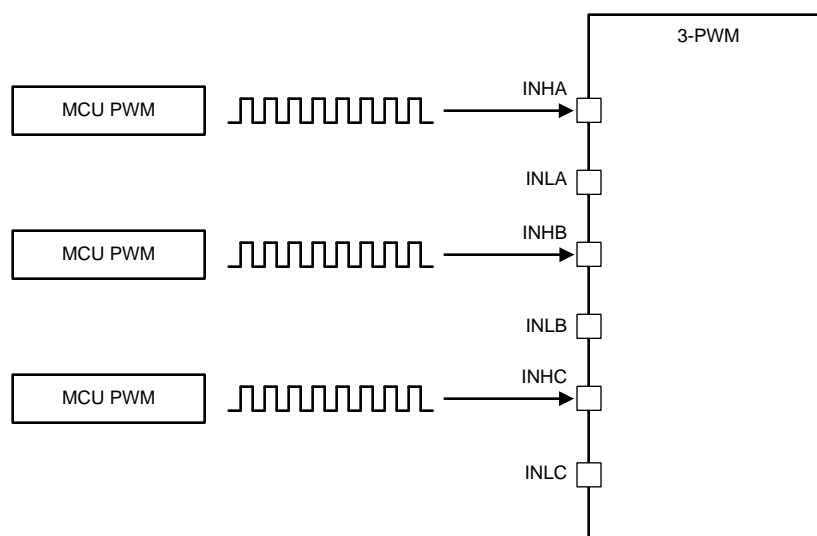 3-PWM
INHA
MCU PWM
INLA
INHB
MCU PWM
INLB
INHC
MCU PWM
INLC